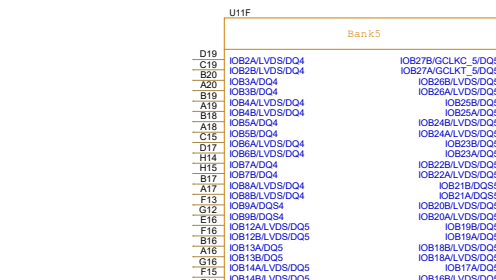 U11F
Bank5
D19
C19 IOB2A/LVDS/DQ4 IOB27B/GCLKC_5/DQ5
B20 IOB2B/LVDS/DQ4 IOB27A/GCLKT_5/DQ5
A20 IOB3A/DQ4 IOB26B/LVDS/DQ5
B19 IOB3B/DQ4 IOB26A/LVDS/DQ5
A19 IOB4A/LVDS/DQ4 IOB25B/DQ5
B18 IOB4B/LVDS/DQ4 IOB25A/DQ5
A18 IOB5A/DQ4 IOB24B/LVDS/DQ5
C15 IOB5B/DQ4 IOB24A/LVDS/DQ5
D17 IOB6A/LVDS/DQ4 IOB23B/DQ5
H14 IOB6B/LVDS/DQ4 IOB23A/DQ5
H15 IOB7A/DQ4 IOB22B/LVDS/DQ5
B17 IOB7B/DQ4 IOB22A/LVDS/DQ5
A17 IOB8A/LVDS/DQ4 IOB21B/DQS5
F13 IOB8B/LVDS/DQ4 IOB21A/DQS5
G12 IOB9A/DQS4 IOB20B/LVDS/DQ5
E16 IOB9B/DQS4 IOB20A/LVDS/DQ5
F16 IOB12A/LVDS/DQ5 IOB19B/DQ5
B16 IOB12B/LVDS/DQ5 IOB19A/DQ5
A16 IOB13A/DQ5 IOB18B/LVDS/DQ5
G16 IOB13B/DQ5 IOB18A/LVDS/DQ5
F15 IOB14A/LVDS/DQ5 IOB17A/DQ5
IOB14B/LVDS/DQ5 IOB16B/LVDS/DQ5